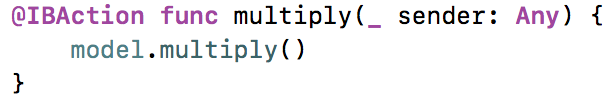 @IBAction func multiply(_ sender: Any) {
    model.multiply()
}